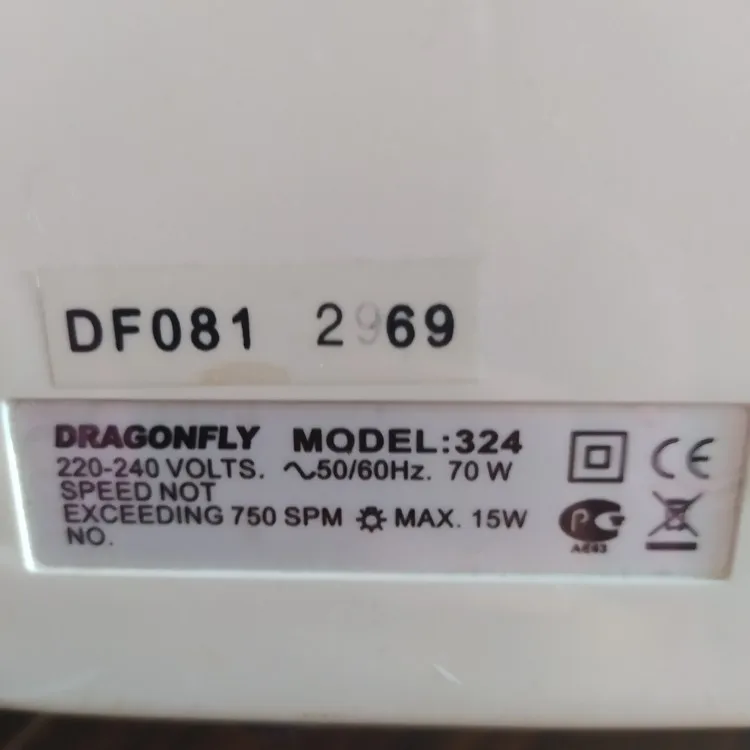 DF081 2969
DRAGONFLY MODEL:324
220-240 VOLTS. ~50/60Hz. 70 W
SPEED NOT
EXCEEDING 750 SPM MAX. 15W
NO.
CE
PC